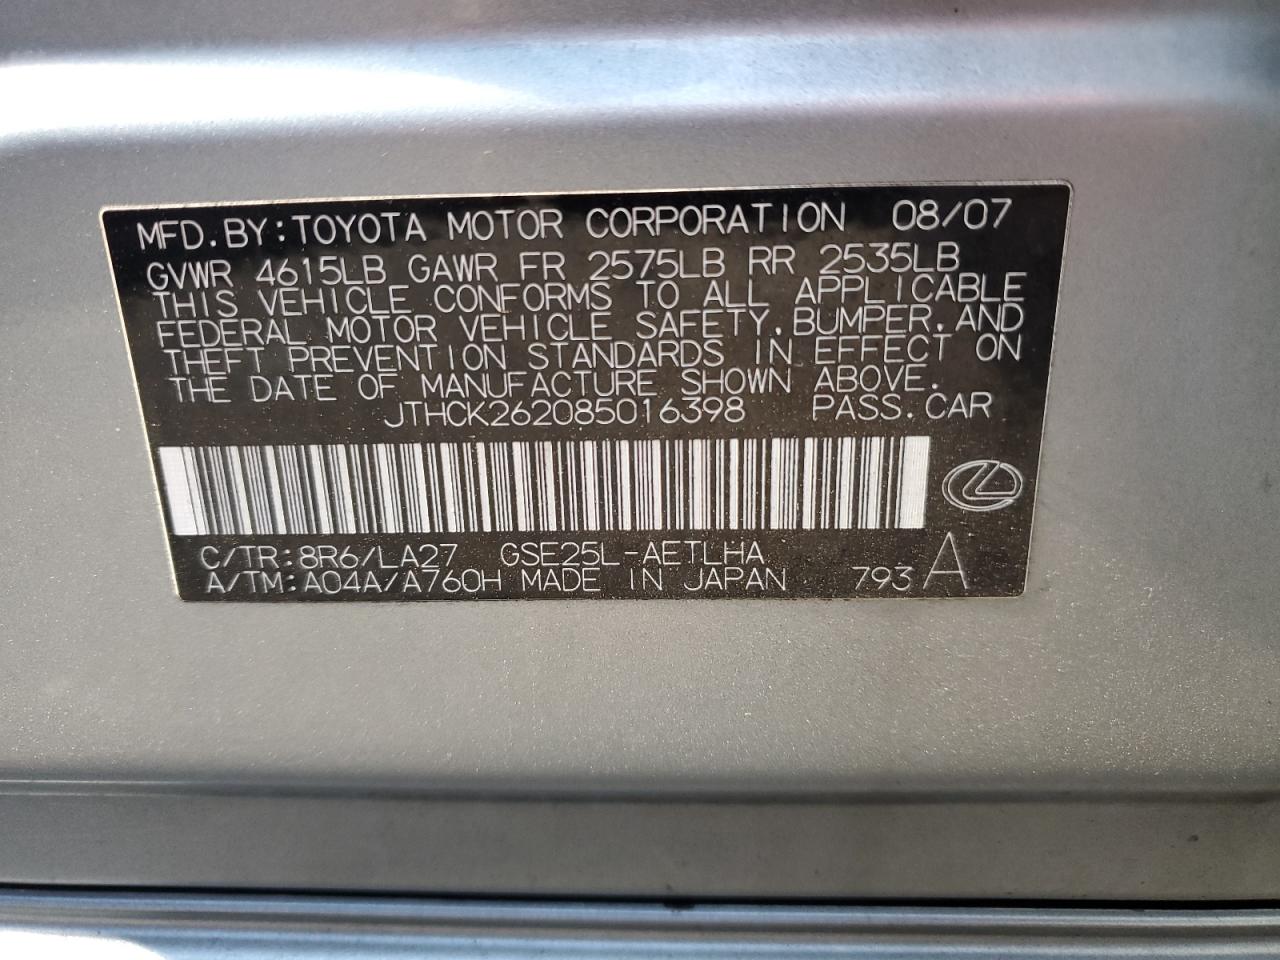 MFD.BY:TOYOTA MOTOR CORPORATION 08/07
GVWR 4615LB GAWR FR 2575LB RR 2535LB
THIS VEHICLE CONFORMS TO ALL APPLICABLE
FEDERAL MOTOR VEHICLE SAFETY,BUMPER,AND
THEFT PREVENTION STANDARDS IN EFFECT ON
THE DATE OF MANUFACTURE SHOWN ABOVE.
JTHCK262085016398 PASS.CAR
C/TR:8R6/LA27 GSE25L-AETLHA
A/TM:A04A/A760H MADE IN JAPAN 793 A